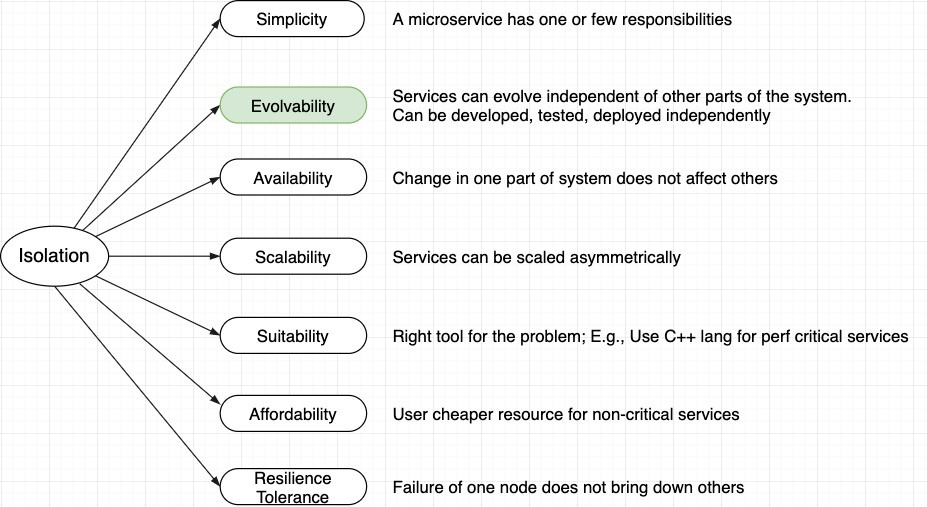 Simplicity
A microservice has one or few responsibilities
Evolvability
Services can evolve independent of other parts of the system.
Can be developed, tested, deployed independently
Availability
Change in one part of system does not affect others
Isolation
Scalability
Services can be scaled asymmetrically
Suitability
Right tool for the problem; E.g., Use C++ lang for perf critical services
Affordability
User cheaper resource for non-critical services
Resilience
Tolerance
Failure of one node does not bring down others